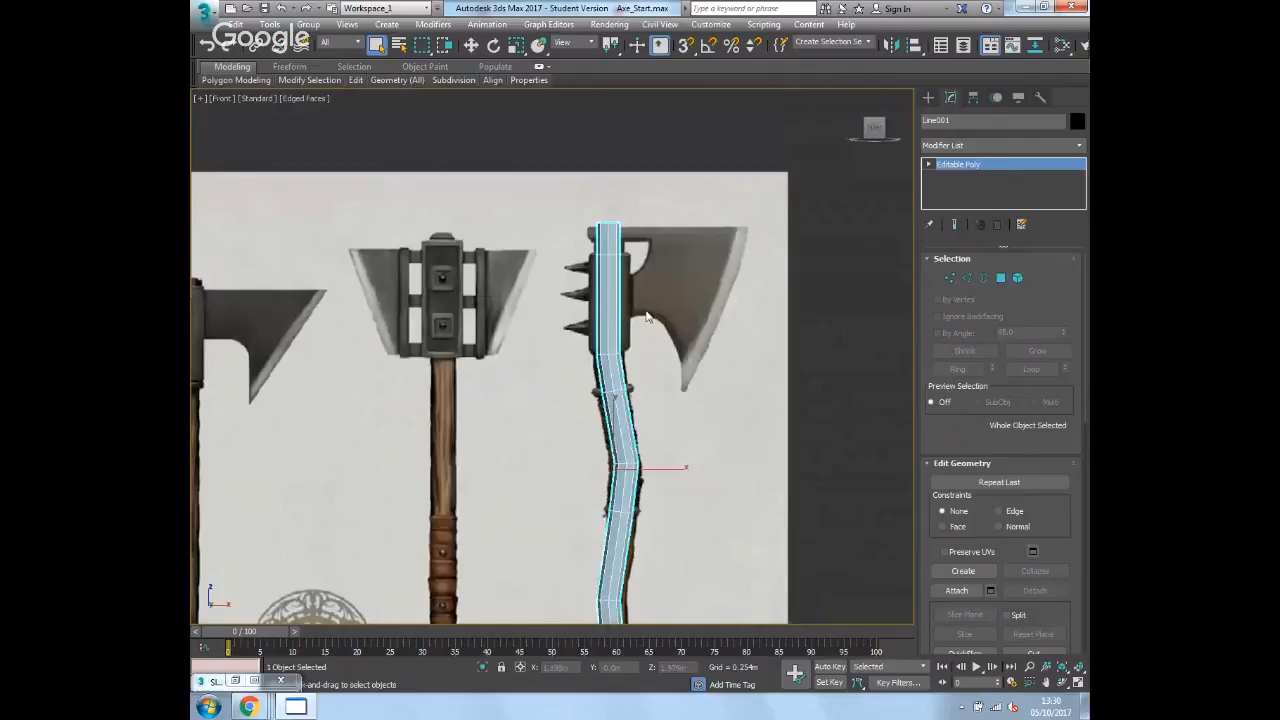 Workspace_1
Autodesk 3ds Max 2017 - Student Version Axe_Start.max
Type a keyword or phrase
Sign In
Edit Tools Group Views Create Modifiers Animation Graph Editors Rendering Civil View Customize Scripting Content Help
Google
All
View
Create Selection Se
Modeling Freeform Selection Object Paint Populate
Polygon Modeling Modify Selection Edit Geometry (All) Subdivision Align Properties
[+] [Front] [Standard] [Edged Faces]
Line001
Modifier List
Editable Poly
Selection
By Vertex
Ignore Backfacing
By Angle: 45.0
Shrink Grow
Ring Loop
Preview Selection
Off SubObj Multi
Whole Object Selected
Edit Geometry
Repeat Last
Constraints
None Edge
Face Normal
Preserve UVs
Create Collapse
Attach Detach
Slice Plane Split
Slice Reset Plane
QuickSlice Cut
x
z
x
0 / 100
0 5 10 15 20 25 30 35 40 45 50 55 60 65 70 75 80 85 90 95 100
1 Object Selected
X: Y: 0.0m Z: Grid = 0.254m
Auto Key Selected
k-and-drag to select objects
Add Time Tag
Set Key Key Filters...
0
13:30
05/10/2017